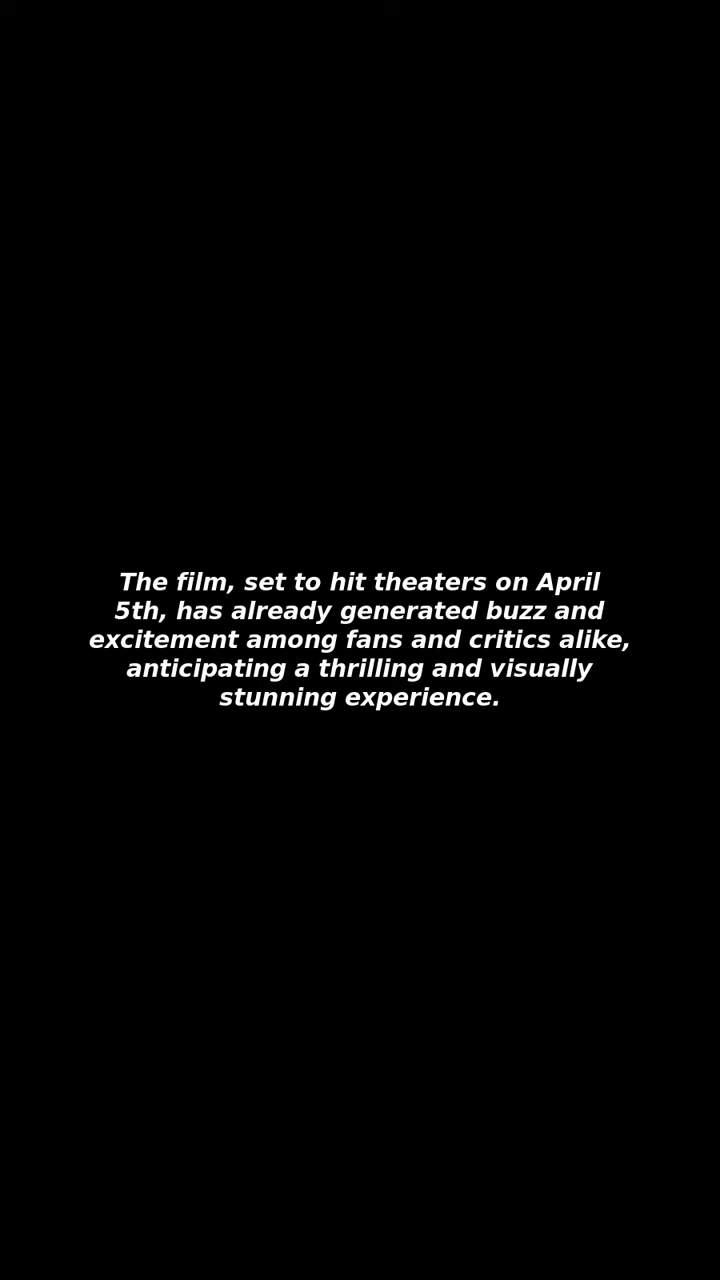 The film, set to hit theaters on April
5th, has already generated buzz and
excitement among fans and critics alike,
anticipating a thrilling and visually
stunning experience.